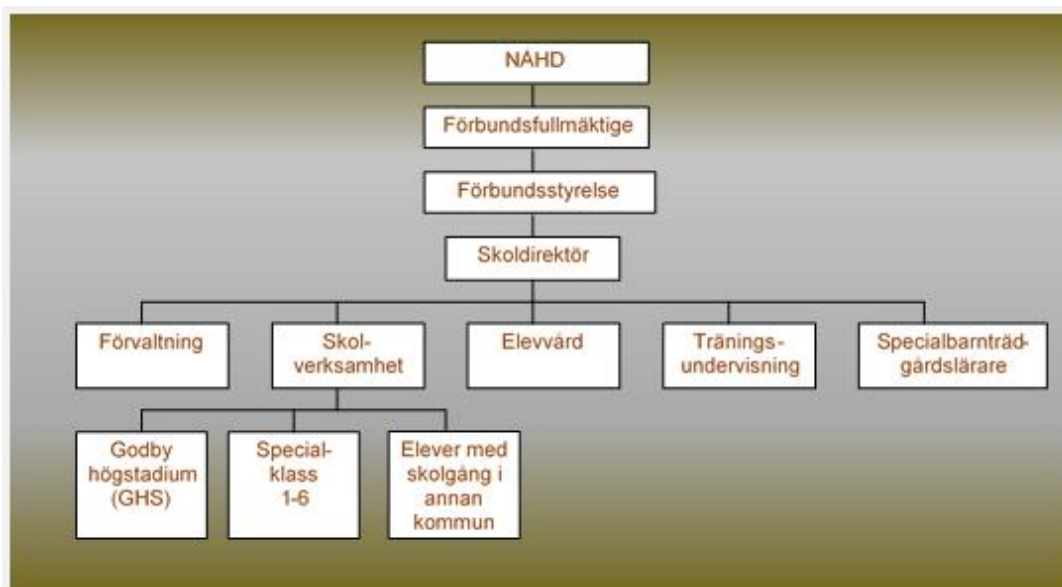 NÅHD
Förbundsfullmäktige
Förbundsstyrelse
Skoldirektör
Förvaltning
Skol-
verksamhet
Elevvård
Tränings-
undervisning
Specialbarnträd-
gårdslärare
Godby
högstadium
(GHS)
Special-
klass
1-6
Elever med
skolgång i
annan
kommun